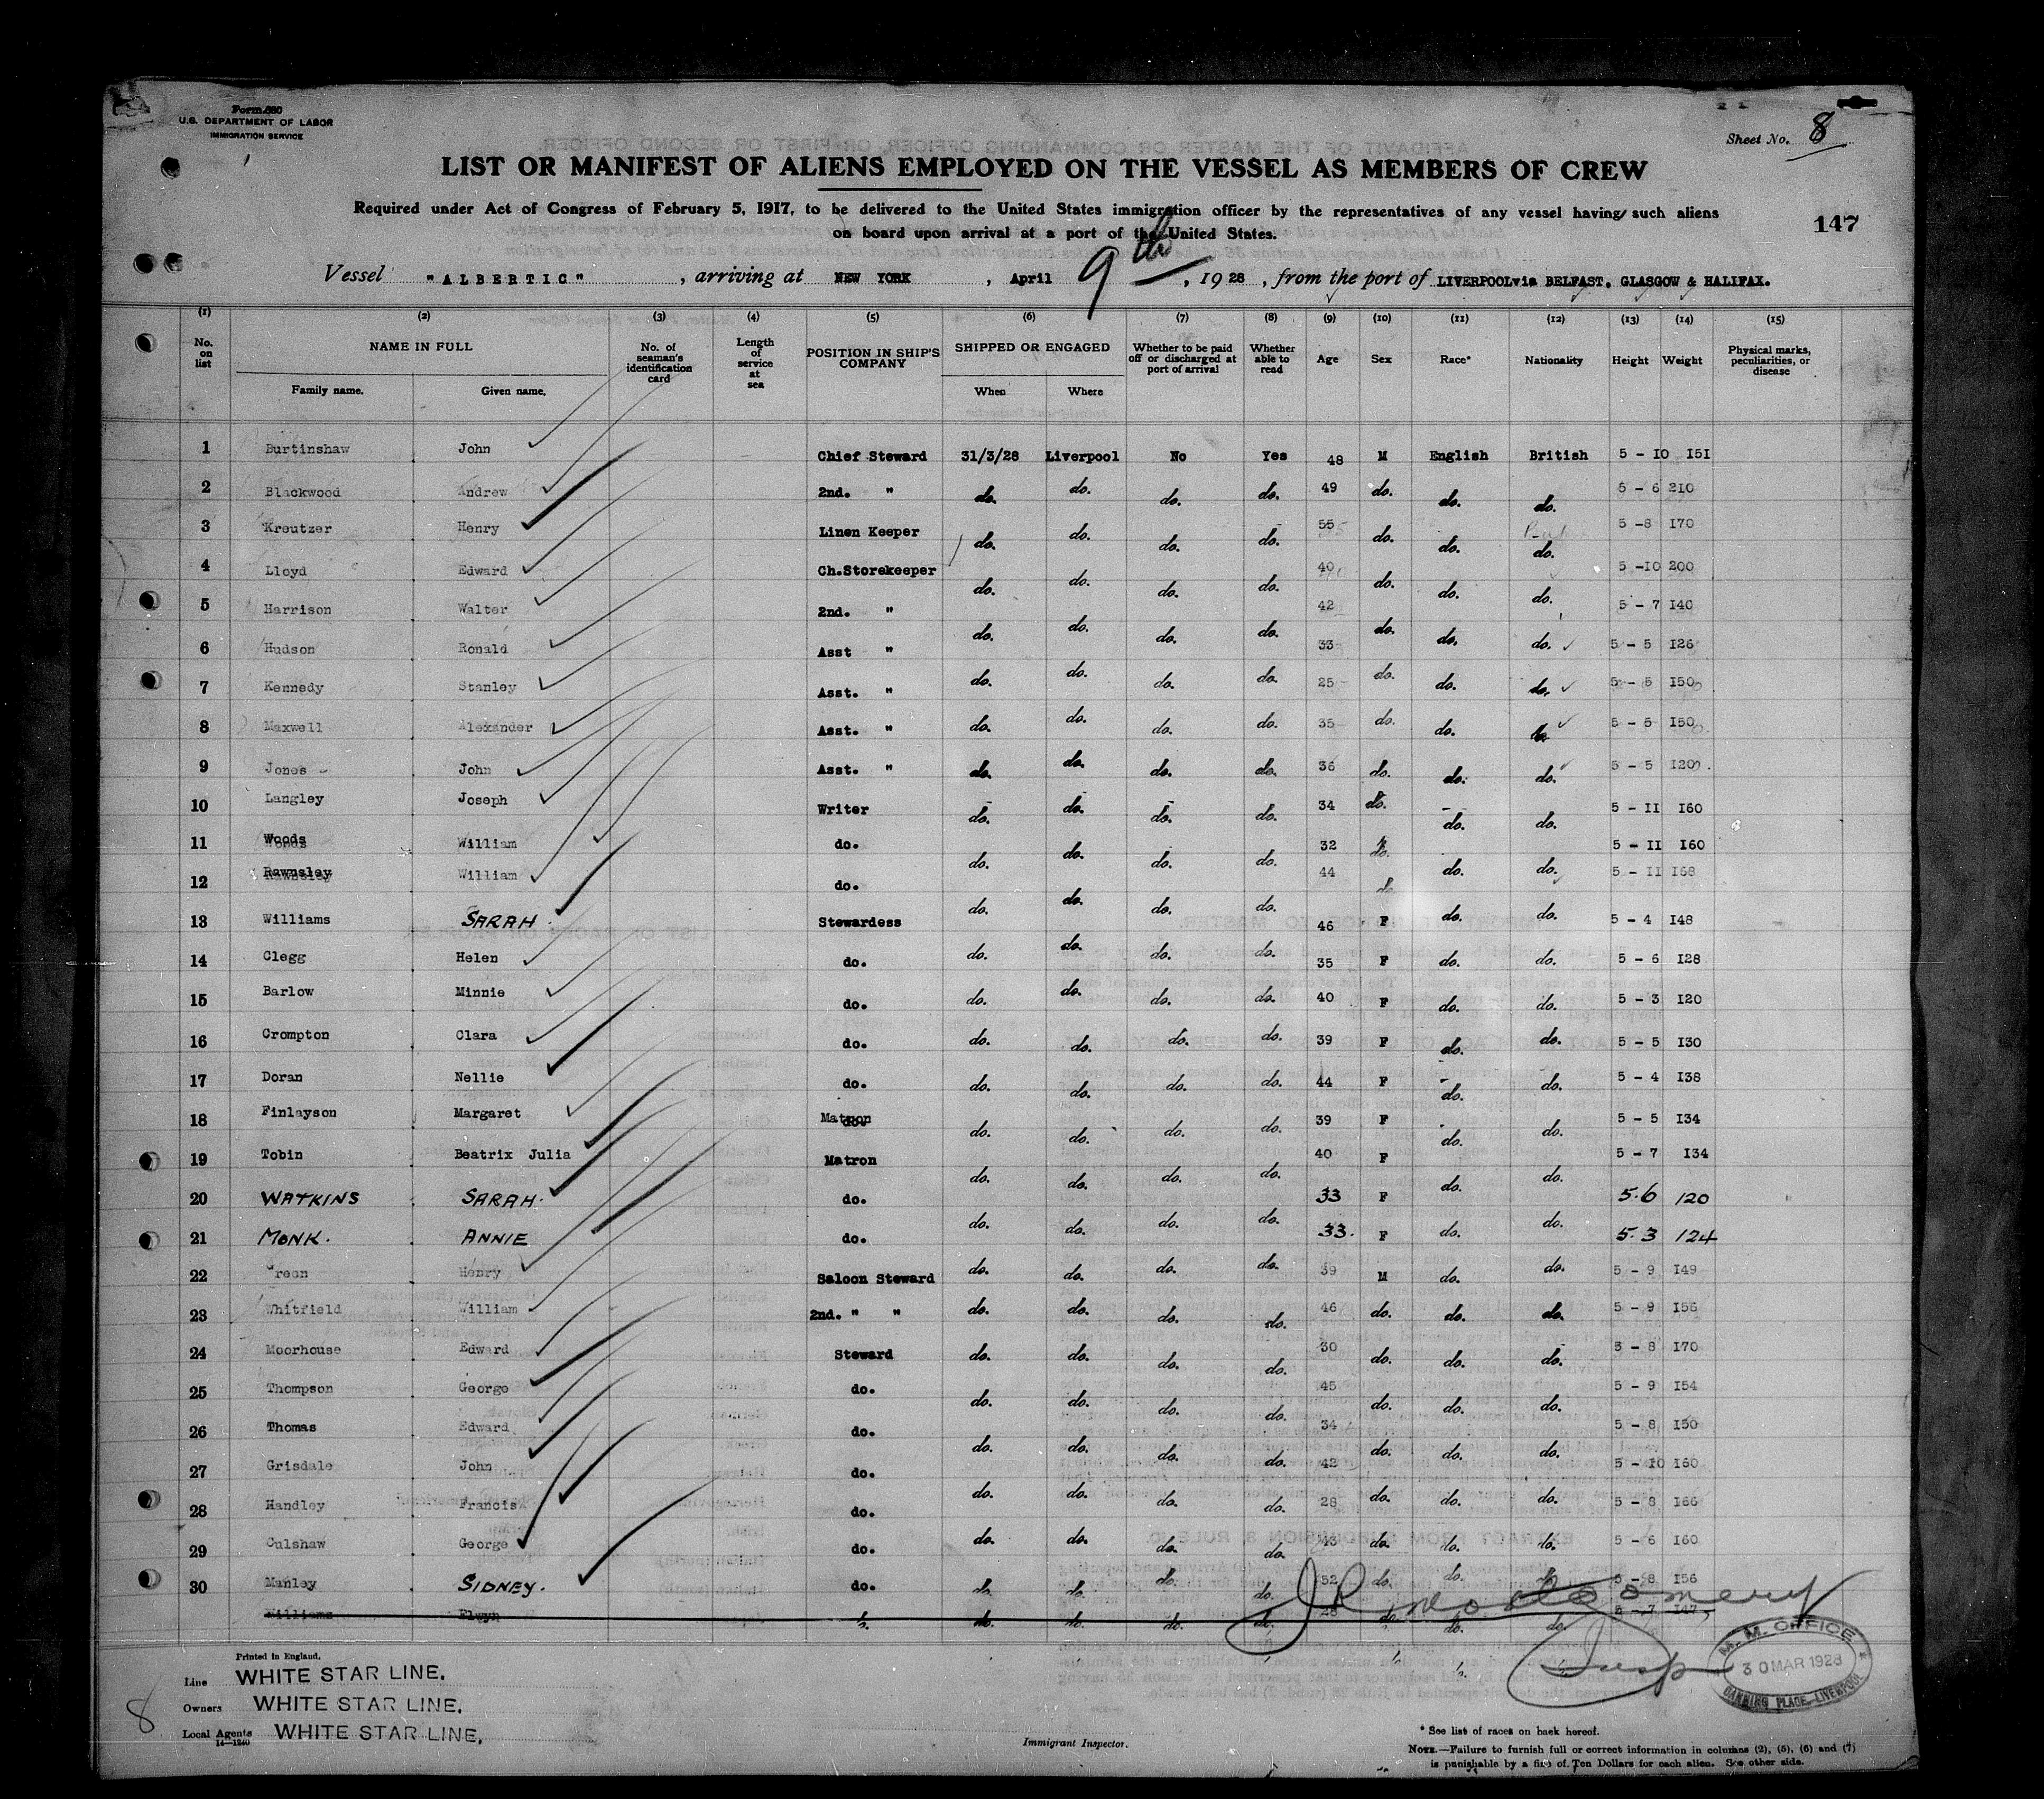 Form 680
U.S. DEPARTMENT OF LABOR
IMMIGRATION SERVICE
Sheet No. 8
LIST OR MANIFEST OF ALIENS EMPLOYED ON THE VESSEL AS MEMBERS OF CREW
Required under Act of Congress of February 5, 1917, to be delivered to the United States immigration officer by the representatives of any vessel having such aliens
on board upon arrival at a port of the United States.
147
Vessel "ALBERTIC", arriving at NEW YORK, April 9th, 1928, from the port of LIVERPOOL via BELFAST, GLASGOW & HALIFAX.
(1) (2) (3) (4) (5) (6) (7) (8) (9) (10) (11) (12) (13) (14) (15)
No. on list NAME IN FULL Family name. Given name. No. of seaman's identification card Length of service at sea POSITION IN SHIP'S COMPANY SHIPPED OR ENGAGED When Where Whether to be paid off or discharged at port of arrival Whether able to read Age Sex Race* Nationality Height Weight Physical marks, peculiarities, or disease
1 Burtinshaw John Chief Steward 31/3/28 Liverpool No Yes 48 M English British 5 - 10 151
2 Blackwood Andrew 2nd. " do. do. do. do. 49 do. do. do. 5 - 6 210
3 Kreutzer Henry Linen Keeper do. do. do. do. 55 do. do. do. 5 -8 170
4 Lloyd Edward Ch.Storekeeper do. do. do. do. 40 do. do. do. 5 -10 200
5 Harrison Walter 2nd. " do. do. do. do. 42 do. do. do. 5 - 7 140
6 Hudson Ronald Asst " do. do. do. do. 33 do. do. do. 5 - 5 126
7 Kennedy Stanley Asst. " do. do. do. do. 25 do. do. do. 5 - 5 150
8 Maxwell Alexander Asst. " do. do. do. do. 35 do. do. do. 5 - 5 150
9 Jones John Asst. " do. do. do. do. 36 do. do. do. 5 - 5 120
10 Langley Joseph Writer do. do. do. do. 34 do. do. do. 5 - 11 160
11 Woods William do. do. do. do. do. 32 do. do. do. 5 - 11 160
12 Rawnsley William do. do. do. do. do. 44 do. do. do. 5 - 11 168
13 Williams SARAH Stewardess do. do. do. do. 46 F do. do. 5 - 4 148
14 Clegg Helen do. do. do. do. do. 35 F do. do. 5 - 6 128
15 Barlow Minnie do. do. do. do. do. 40 F do. do. 5 - 3 120
16 Crompton Clara do. do. do. do. do. 39 F do. do. 5 - 5 130
17 Doran Nellie do. do. do. do. do. 44 F do. do. 5 - 4 138
18 Finlayson Margaret Matron do. do. do. do. 39 F do. do. 5 - 5 134
19 Tobin Beatrix Julia Matron do. do. do. do. 40 F do. do. 5 - 7 134
20 WATKINS SARAH. do. do. do. do. do. 33 F do. do. 5.6 120
21 MONK. ANNIE do. do. do. do. do. 33. F do. do. 5.3 124
22 reen Henry Saloon Steward do. do. do. do. 39 M do. do. 5 - 9 149
23 Whitfield William 2nd. " " do. do. do. do. 46 do. do. do. 5 - 9 156
24 Moorhouse Edward Steward do. do. do. do. 30 do. do. do. 5 - 8 170
25 Thompson George do. do. do. do. do. 45 do. do. do. 5 - 9 154
26 Thomas Edward do. do. do. do. do. 34 do. do. do. 5 - 8 150
27 Grisdale John do. do. do. do. do. 42 do. do. do. 5 - 10 160
28 Handley Francis do. do. do. do. do. 28 do. do. do. 5 - 8 166
29 Culshaw George do. do. do. do. do. 43 do. do. do. 5 - 6 160
30 Manley SIDNEY. do. do. do. do. do. 52 do. do. do. 5 - 8 156
Williams Elwyn do. do. do. do. 28 do. do. do. 5 - 7 147
Insp
M. M. OFFICE
30 MAR 1928
CANNING PLACE, LIVERPOOL
Printed in England.
Line WHITE STAR LINE.
Owners WHITE STAR LINE.
Local Agents WHITE STAR LINE.
14-1240
8
Immigrant Inspector.
* See list of races on back hereof.
NOTE.—Failure to furnish full or correct information in columns (2), (5), (6) and (7)
is punishable by a fine of Ten Dollars for each alien. See other side.